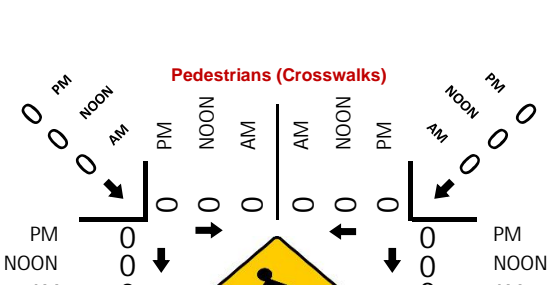 Pedestrians (Crosswalks)
PM NOON AM
0 0 0
PM NOON AM AM NOON PM
0 0 0 0 0 0
PM NOON AM
0 0 0
PM 0 0 PM
NOON 0 0 NOON